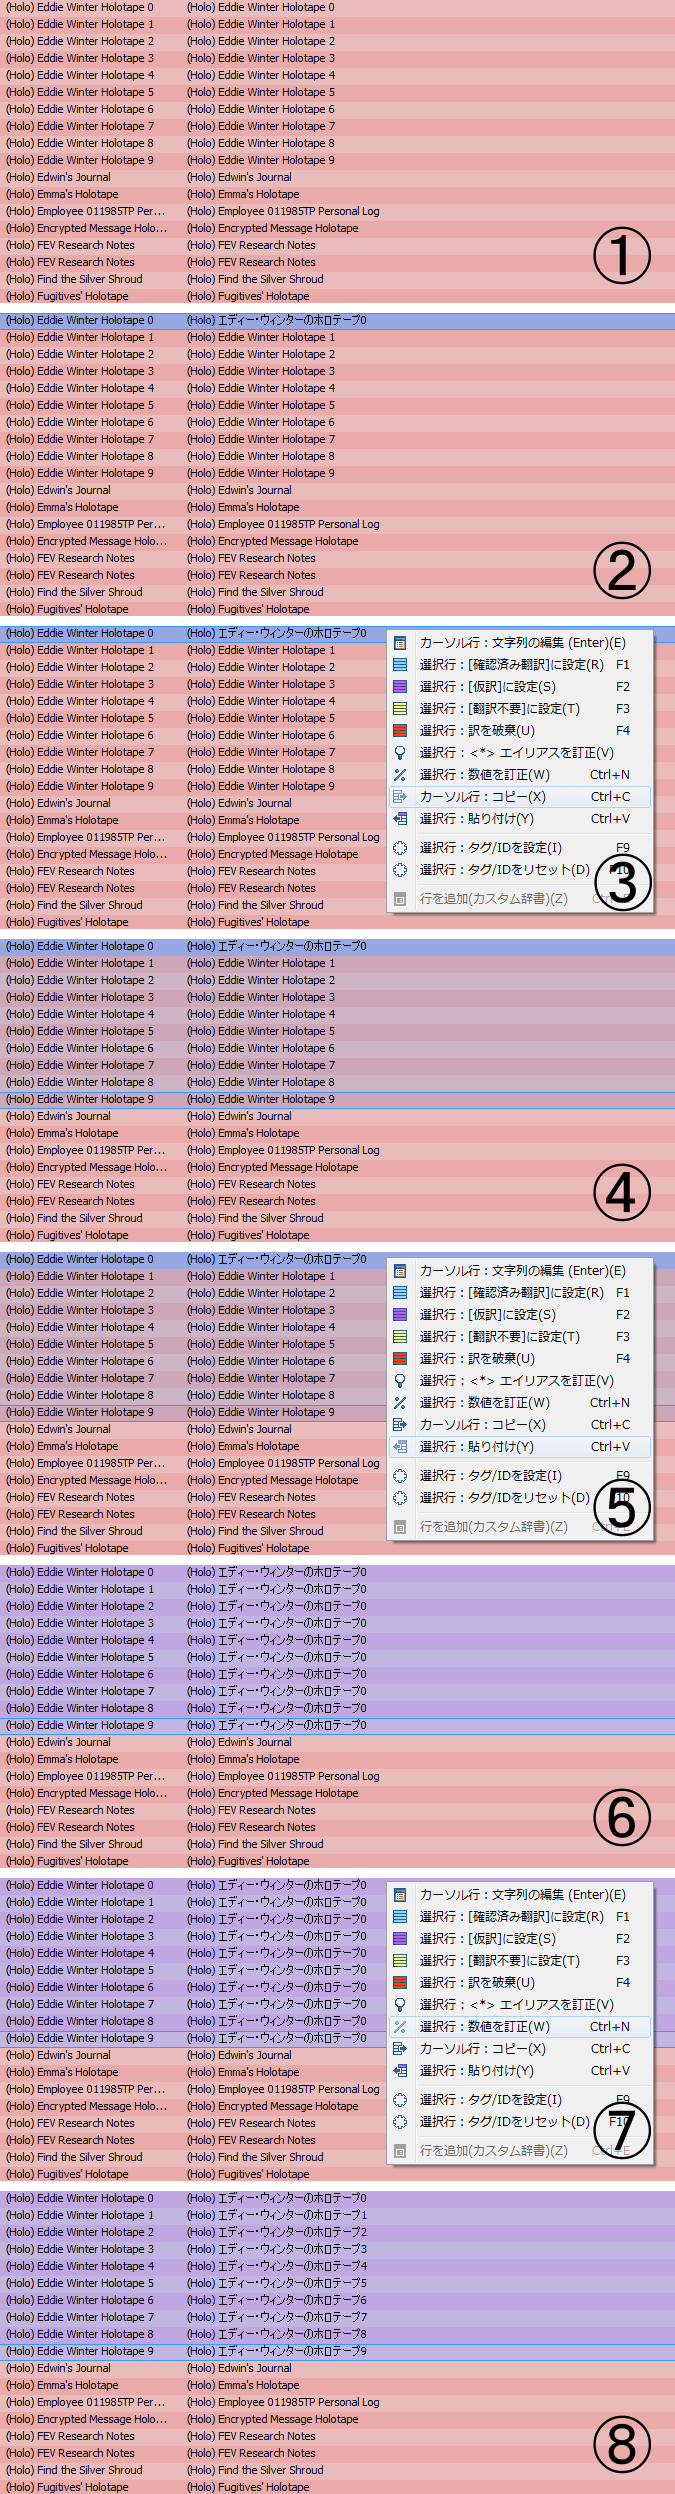 (Holo) Eddie Winter Holotape 0 (Holo) Eddie Winter Holotape 0
(Holo) Eddie Winter Holotape 1 (Holo) Eddie Winter Holotape 1
(Holo) Eddie Winter Holotape 2 (Holo) Eddie Winter Holotape 2
(Holo) Eddie Winter Holotape 3 (Holo) Eddie Winter Holotape 3
(Holo) Eddie Winter Holotape 4 (Holo) Eddie Winter Holotape 4
(Holo) Eddie Winter Holotape 5 (Holo) Eddie Winter Holotape 5
(Holo) Eddie Winter Holotape 6 (Holo) Eddie Winter Holotape 6
(Holo) Eddie Winter Holotape 7 (Holo) Eddie Winter Holotape 7
(Holo) Eddie Winter Holotape 8 (Holo) Eddie Winter Holotape 8
(Holo) Eddie Winter Holotape 9 (Holo) Eddie Winter Holotape 9
(Holo) Edwin's Journal (Holo) Edwin's Journal
(Holo) Emma's Holotape (Holo) Emma's Holotape
(Holo) Employee 011985TP Per... (Holo) Employee 011985TP Personal Log
(Holo) Encrypted Message Holo... (Holo) Encrypted Message Holotape
(Holo) FEV Research Notes (Holo) FEV Research Notes
(Holo) FEV Research Notes (Holo) FEV Research Notes
(Holo) Find the Silver Shroud (Holo) Find the Silver Shroud
(Holo) Fugitives' Holotape (Holo) Fugitives' Holotape
①
(Holo) Eddie Winter Holotape 0 (Holo) エディー・ウィンターのホロテープ0
(Holo) Eddie Winter Holotape 1 (Holo) Eddie Winter Holotape 1
(Holo) Eddie Winter Holotape 2 (Holo) Eddie Winter Holotape 2
(Holo) Eddie Winter Holotape 3 (Holo) Eddie Winter Holotape 3
(Holo) Eddie Winter Holotape 4 (Holo) Eddie Winter Holotape 4
(Holo) Eddie Winter Holotape 5 (Holo) Eddie Winter Holotape 5
(Holo) Eddie Winter Holotape 6 (Holo) Eddie Winter Holotape 6
(Holo) Eddie Winter Holotape 7 (Holo) Eddie Winter Holotape 7
(Holo) Eddie Winter Holotape 8 (Holo) Eddie Winter Holotape 8
(Holo) Eddie Winter Holotape 9 (Holo) Eddie Winter Holotape 9
(Holo) Edwin's Journal (Holo) Edwin's Journal
(Holo) Emma's Holotape (Holo) Emma's Holotape
(Holo) Employee 011985TP Per... (Holo) Employee 011985TP Personal Log
(Holo) Encrypted Message Holo... (Holo) Encrypted Message Holotape
(Holo) FEV Research Notes (Holo) FEV Research Notes
(Holo) FEV Research Notes (Holo) FEV Research Notes
(Holo) Find the Silver Shroud (Holo) Find the Silver Shroud
(Holo) Fugitives' Holotape (Holo) Fugitives' Holotape
②
(Holo) Eddie Winter Holotape 0 (Holo) エディー・ウィンターのホロテープ0
(Holo) Eddie Winter Holotape 1 (Holo) Eddie Winter Holotape 1
(Holo) Eddie Winter Holotape 2 (Holo) Eddie Winter Holotape 2
(Holo) Eddie Winter Holotape 3 (Holo) Eddie Winter Holotape 3
(Holo) Eddie Winter Holotape 4 (Holo) Eddie Winter Holotape 4
(Holo) Eddie Winter Holotape 5 (Holo) Eddie Winter Holotape 5
(Holo) Eddie Winter Holotape 6 (Holo) Eddie Winter Holotape 6
(Holo) Eddie Winter Holotape 7 (Holo) Eddie Winter Holotape 7
(Holo) Eddie Winter Holotape 8 (Holo) Eddie Winter Holotape 8
(Holo) Eddie Winter Holotape 9 (Holo) Eddie Winter Holotape 9
(Holo) Edwin's Journal (Holo) Edwin's Journal
(Holo) Emma's Holotape (Holo) Emma's Holotape
(Holo) Employee 011985TP Per... (Holo) Employee 011985TP Personal Log
(Holo) Encrypted Message Holo... (Holo) Encrypted Message Holotape
(Holo) FEV Research Notes (Holo) FEV Research Notes
(Holo) FEV Research Notes (Holo) FEV Research Notes
(Holo) Find the Silver Shroud (Holo) Find the Silver Shroud
(Holo) Fugitives' Holotape (Holo) Fugitives' Holotape
カーソル行：文字列の編集 (Enter)(E)
選択行：[確認済み翻訳]に設定(R) F1
選択行：[仮訳]に設定(S) F2
選択行：[翻訳不要]に設定(T) F3
選択行：訳を破棄(U) F4
選択行：<*> エイリアスを訂正(V)
選択行：数値を訂正(W) Ctrl+N
カーソル行：コピー(X) Ctrl+C
選択行：貼り付け(Y) Ctrl+V
選択行：タグ/IDを設定(I) F9
選択行：タグ/IDをリセット(D) F10
行を追加(カスタム辞書)(Z)
③
(Holo) Eddie Winter Holotape 0 (Holo) エディー・ウィンターのホロテープ0
(Holo) Eddie Winter Holotape 1 (Holo) Eddie Winter Holotape 1
(Holo) Eddie Winter Holotape 2 (Holo) Eddie Winter Holotape 2
(Holo) Eddie Winter Holotape 3 (Holo) Eddie Winter Holotape 3
(Holo) Eddie Winter Holotape 4 (Holo) Eddie Winter Holotape 4
(Holo) Eddie Winter Holotape 5 (Holo) Eddie Winter Holotape 5
(Holo) Eddie Winter Holotape 6 (Holo) Eddie Winter Holotape 6
(Holo) Eddie Winter Holotape 7 (Holo) Eddie Winter Holotape 7
(Holo) Eddie Winter Holotape 8 (Holo) Eddie Winter Holotape 8
(Holo) Eddie Winter Holotape 9 (Holo) Eddie Winter Holotape 9
(Holo) Edwin's Journal (Holo) Edwin's Journal
(Holo) Emma's Holotape (Holo) Emma's Holotape
(Holo) Employee 011985TP Per... (Holo) Employee 011985TP Personal Log
(Holo) Encrypted Message Holo... (Holo) Encrypted Message Holotape
(Holo) FEV Research Notes (Holo) FEV Research Notes
(Holo) FEV Research Notes (Holo) FEV Research Notes
(Holo) Find the Silver Shroud (Holo) Find the Silver Shroud
(Holo) Fugitives' Holotape (Holo) Fugitives' Holotape
④
(Holo) Eddie Winter Holotape 0 (Holo) エディー・ウィンターのホロテープ0
(Holo) Eddie Winter Holotape 1 (Holo) Eddie Winter Holotape 1
(Holo) Eddie Winter Holotape 2 (Holo) Eddie Winter Holotape 2
(Holo) Eddie Winter Holotape 3 (Holo) Eddie Winter Holotape 3
(Holo) Eddie Winter Holotape 4 (Holo) Eddie Winter Holotape 4
(Holo) Eddie Winter Holotape 5 (Holo) Eddie Winter Holotape 5
(Holo) Eddie Winter Holotape 6 (Holo) Eddie Winter Holotape 6
(Holo) Eddie Winter Holotape 7 (Holo) Eddie Winter Holotape 7
(Holo) Eddie Winter Holotape 8 (Holo) Eddie Winter Holotape 8
(Holo) Eddie Winter Holotape 9 (Holo) Eddie Winter Holotape 9
(Holo) Edwin's Journal (Holo) Edwin's Journal
(Holo) Emma's Holotape (Holo) Emma's Holotape
(Holo) Employee 011985TP Per... (Holo) Employee 011985TP Personal Log
(Holo) Encrypted Message Holo... (Holo) Encrypted Message Holotape
(Holo) FEV Research Notes (Holo) FEV Research Notes
(Holo) FEV Research Notes (Holo) FEV Research Notes
(Holo) Find the Silver Shroud (Holo) Find the Silver Shroud
(Holo) Fugitives' Holotape (Holo) Fugitives' Holotape
カーソル行：文字列の編集 (Enter)(E)
選択行：[確認済み翻訳]に設定(R) F1
選択行：[仮訳]に設定(S) F2
選択行：[翻訳不要]に設定(T) F3
選択行：訳を破棄(U) F4
選択行：<*> エイリアスを訂正(V)
選択行：数値を訂正(W) Ctrl+N
カーソル行：コピー(X) Ctrl+C
選択行：貼り付け(Y) Ctrl+V
選択行：タグ/IDを設定(I) F9
選択行：タグ/IDをリセット(D) F10
行を追加(カスタム辞書)(Z) Ctrl+E
⑤
(Holo) Eddie Winter Holotape 0 (Holo) エディー・ウィンターのホロテープ0
(Holo) Eddie Winter Holotape 1 (Holo) エディー・ウィンターのホロテープ0
(Holo) Eddie Winter Holotape 2 (Holo) エディー・ウィンターのホロテープ0
(Holo) Eddie Winter Holotape 3 (Holo) エディー・ウィンターのホロテープ0
(Holo) Eddie Winter Holotape 4 (Holo) エディー・ウィンターのホロテープ0
(Holo) Eddie Winter Holotape 5 (Holo) エディー・ウィンターのホロテープ0
(Holo) Eddie Winter Holotape 6 (Holo) エディー・ウィンターのホロテープ0
(Holo) Eddie Winter Holotape 7 (Holo) エディー・ウィンターのホロテープ0
(Holo) Eddie Winter Holotape 8 (Holo) エディー・ウィンターのホロテープ0
(Holo) Eddie Winter Holotape 9 (Holo) エディー・ウィンターのホロテープ0
(Holo) Edwin's Journal (Holo) Edwin's Journal
(Holo) Emma's Holotape (Holo) Emma's Holotape
(Holo) Employee 011985TP Per... (Holo) Employee 011985TP Personal Log
(Holo) Encrypted Message Holo... (Holo) Encrypted Message Holotape
(Holo) FEV Research Notes (Holo) FEV Research Notes
(Holo) FEV Research Notes (Holo) FEV Research Notes
(Holo) Find the Silver Shroud (Holo) Find the Silver Shroud
(Holo) Fugitives' Holotape (Holo) Fugitives' Holotape
⑥
(Holo) Eddie Winter Holotape 0 (Holo) エディー・ウィンターのホロテープ0
(Holo) Eddie Winter Holotape 1 (Holo) エディー・ウィンターのホロテープ0
(Holo) Eddie Winter Holotape 2 (Holo) エディー・ウィンターのホロテープ0
(Holo) Eddie Winter Holotape 3 (Holo) エディー・ウィンターのホロテープ0
(Holo) Eddie Winter Holotape 4 (Holo) エディー・ウィンターのホロテープ0
(Holo) Eddie Winter Holotape 5 (Holo) エディー・ウィンターのホロテープ0
(Holo) Eddie Winter Holotape 6 (Holo) エディー・ウィンターのホロテープ0
(Holo) Eddie Winter Holotape 7 (Holo) エディー・ウィンターのホロテープ0
(Holo) Eddie Winter Holotape 8 (Holo) エディー・ウィンターのホロテープ0
(Holo) Eddie Winter Holotape 9 (Holo) エディー・ウィンターのホロテープ0
(Holo) Edwin's Journal (Holo) Edwin's Journal
(Holo) Emma's Holotape (Holo) Emma's Holotape
(Holo) Employee 011985TP Per... (Holo) Employee 011985TP Personal Log
(Holo) Encrypted Message Holo... (Holo) Encrypted Message Holotape
(Holo) FEV Research Notes (Holo) FEV Research Notes
(Holo) FEV Research Notes (Holo) FEV Research Notes
(Holo) Find the Silver Shroud (Holo) Find the Silver Shroud
(Holo) Fugitives' Holotape (Holo) Fugitives' Holotape
カーソル行：文字列の編集 (Enter)(E)
選択行：[確認済み翻訳]に設定(R) F1
選択行：[仮訳]に設定(S) F2
選択行：[翻訳不要]に設定(T) F3
選択行：訳を破棄(U) F4
選択行：<*> エイリアスを訂正(V)
選択行：数値を訂正(W) Ctrl+N
カーソル行：コピー(X) Ctrl+C
選択行：貼り付け(Y) Ctrl+V
選択行：タグ/IDを設定(I) F9
選択行：タグ/IDをリセット(D) F10
行を追加(カスタム辞書)(Z) Ctrl+E
⑦
(Holo) Eddie Winter Holotape 0 (Holo) エディー・ウィンターのホロテープ0
(Holo) Eddie Winter Holotape 1 (Holo) エディー・ウィンターのホロテープ1
(Holo) Eddie Winter Holotape 2 (Holo) エディー・ウィンターのホロテープ2
(Holo) Eddie Winter Holotape 3 (Holo) エディー・ウィンターのホロテープ3
(Holo) Eddie Winter Holotape 4 (Holo) エディー・ウィンターのホロテープ4
(Holo) Eddie Winter Holotape 5 (Holo) エディー・ウィンターのホロテープ5
(Holo) Eddie Winter Holotape 6 (Holo) エディー・ウィンターのホロテープ6
(Holo) Eddie Winter Holotape 7 (Holo) エディー・ウィンターのホロテープ7
(Holo) Eddie Winter Holotape 8 (Holo) エディー・ウィンターのホロテープ8
(Holo) Eddie Winter Holotape 9 (Holo) エディー・ウィンターのホロテープ9
(Holo) Edwin's Journal (Holo) Edwin's Journal
(Holo) Emma's Holotape (Holo) Emma's Holotape
(Holo) Employee 011985TP Per... (Holo) Employee 011985TP Personal Log
(Holo) Encrypted Message Holo... (Holo) Encrypted Message Holotape
(Holo) FEV Research Notes (Holo) FEV Research Notes
(Holo) FEV Research Notes (Holo) FEV Research Notes
(Holo) Find the Silver Shroud (Holo) Find the Silver Shroud
(Holo) Fugitives' Holotape (Holo) Fugitives' Holotape
⑧